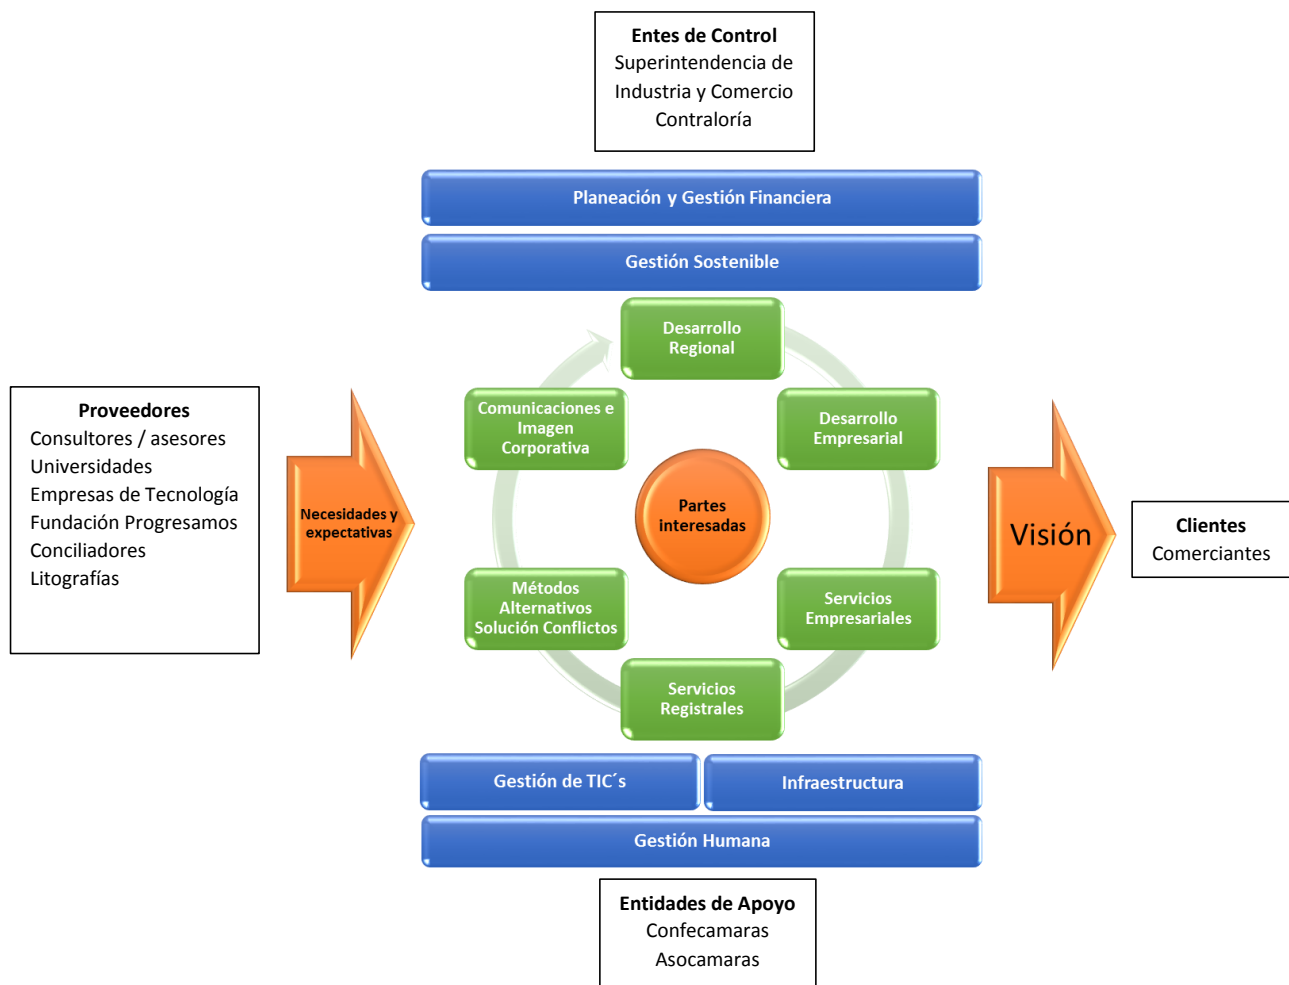 Entes de Control
Superintendencia de
Industria y Comercio
Contraloría
Planeación y Gestión Financiera
Gestión Sostenible
Desarrollo
Regional
Comunicaciones e
Imagen
Corporativa
Desarrollo
Empresarial
Proveedores
Consultores / asesores
Universidades
Empresas de Tecnología
Fundación Progresamos
Conciliadores
Litografías
Necesidades y
expectativas
Partes
interesadas
Visión
Clientes
Comerciantes
Métodos
Alternativos
Solución Conflictos
Servicios
Empresariales
Servicios
Registrales
Gestión de TIC´s
Infraestructura
Gestión Humana
Entidades de Apoyo
Confecamaras
Asocamaras